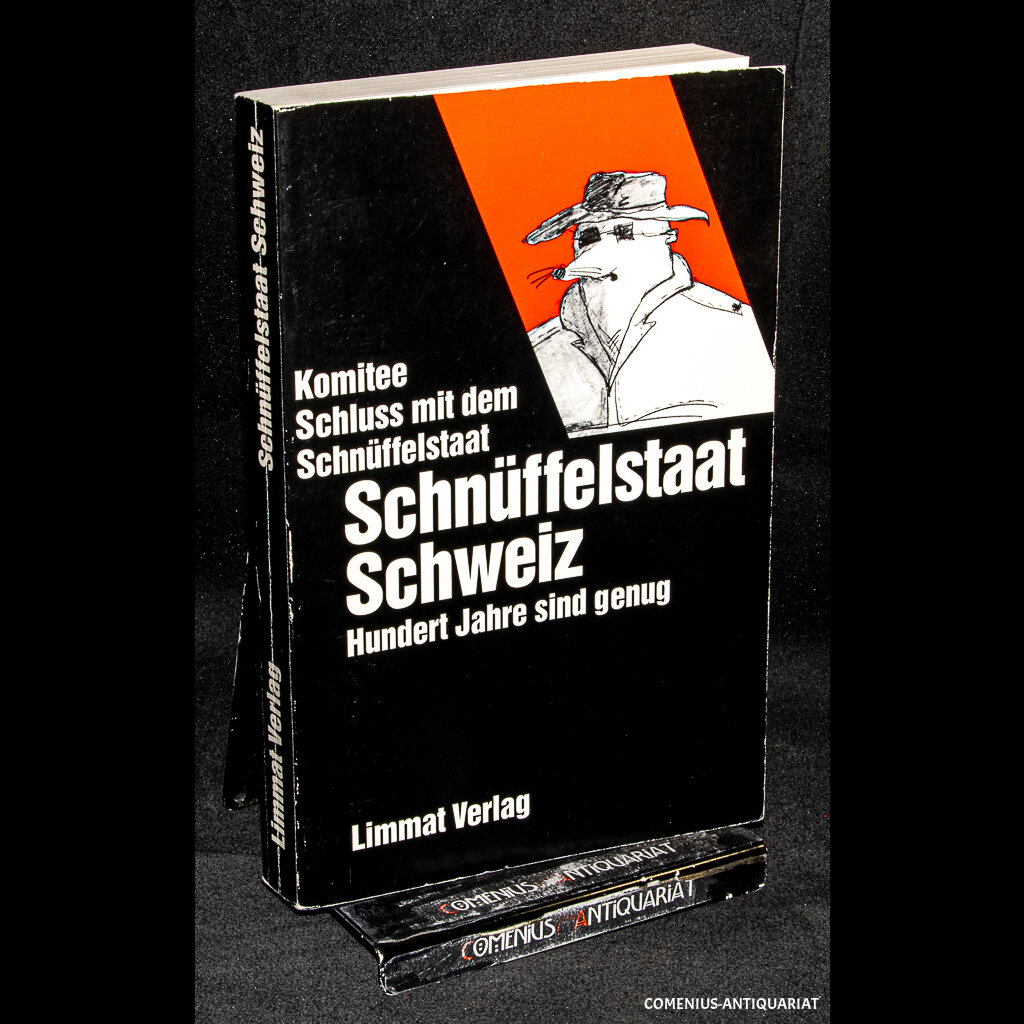 Komitee
Schluss mit dem
Schnüffelstaat
Schnüffelstaat
Schweiz
Hundert Jahre sind genug
Limmat Verlag
Schnüffelstaat Schweiz
Limmat Verlag
COMENiUS ANTIQUARiAT
COMENiUS ANTIQUARiAT
COMENIUS-ANTIQUARIAT